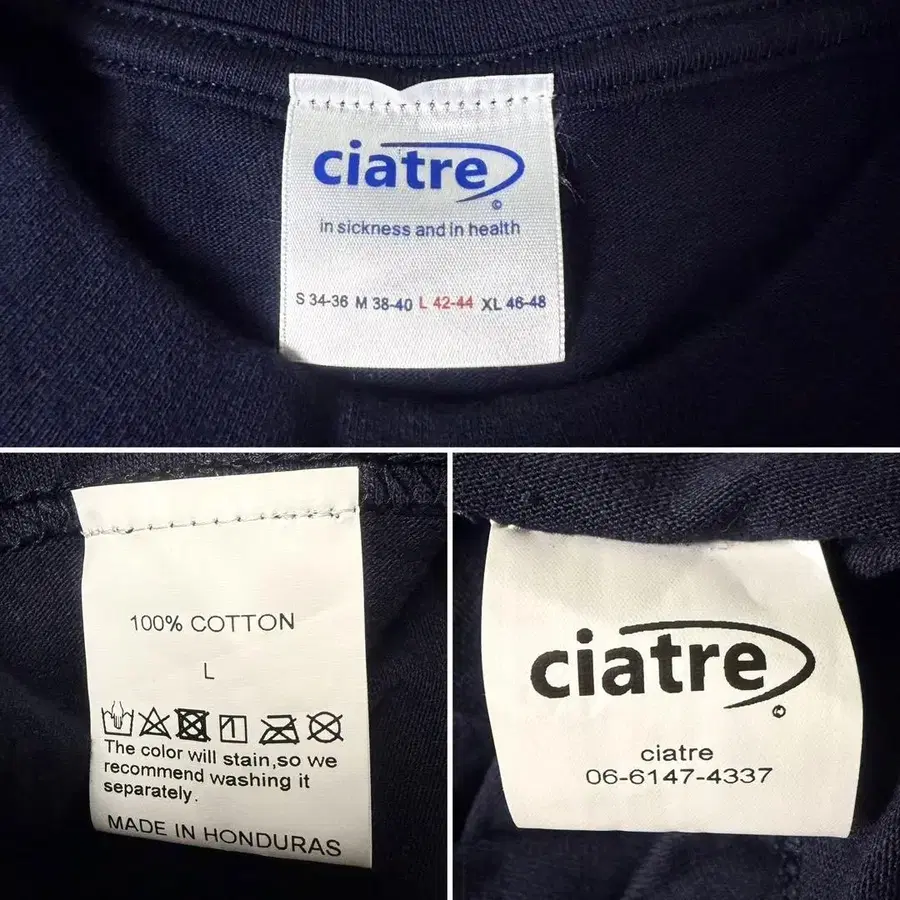 ciatre
©
in sickness and in health
S 34-36 M 38-40 L 42-44 XL 46-48
100% COTTON
L
The color will stain,so we
recommend washing it
separately.
MADE IN HONDURAS
ciatre
©
ciatre
06-6147-4337